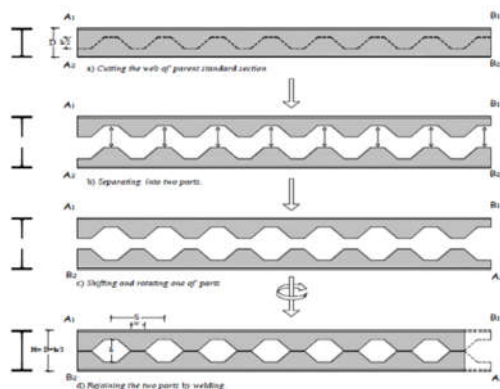 A1 B1
A2 B2
a) Cutting the web of parent standard section
A1 B1
A2 B2
b) Separating into two parts.
A1 B1
B2 A2
c) Shifting and rotating one of parts
A1 B1
S
B2
d) Rejoining the two parts by welding